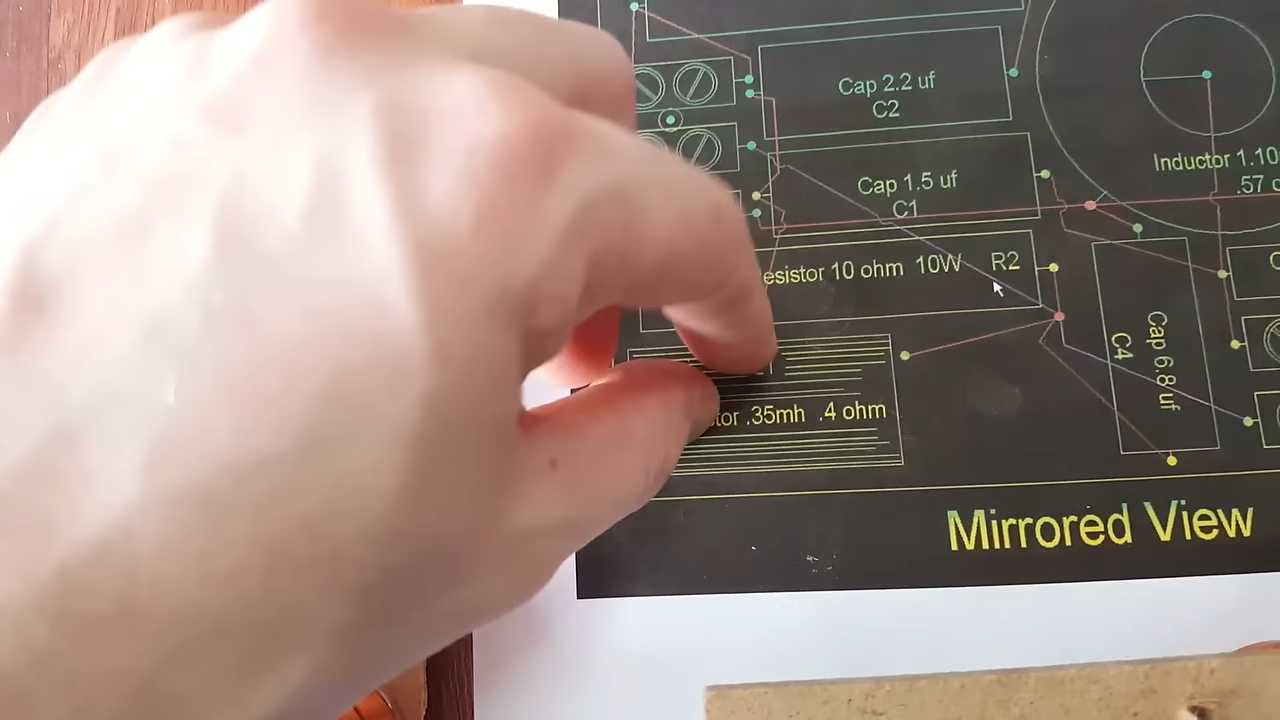 Cap 2.2 uf
C2
Cap 1.5 uf
C1
Inductor 1.10
.57
esistor 10 ohm 10W R2
Cap 6.8 uf
C4
tor .35mh .4 ohm
Mirrored View